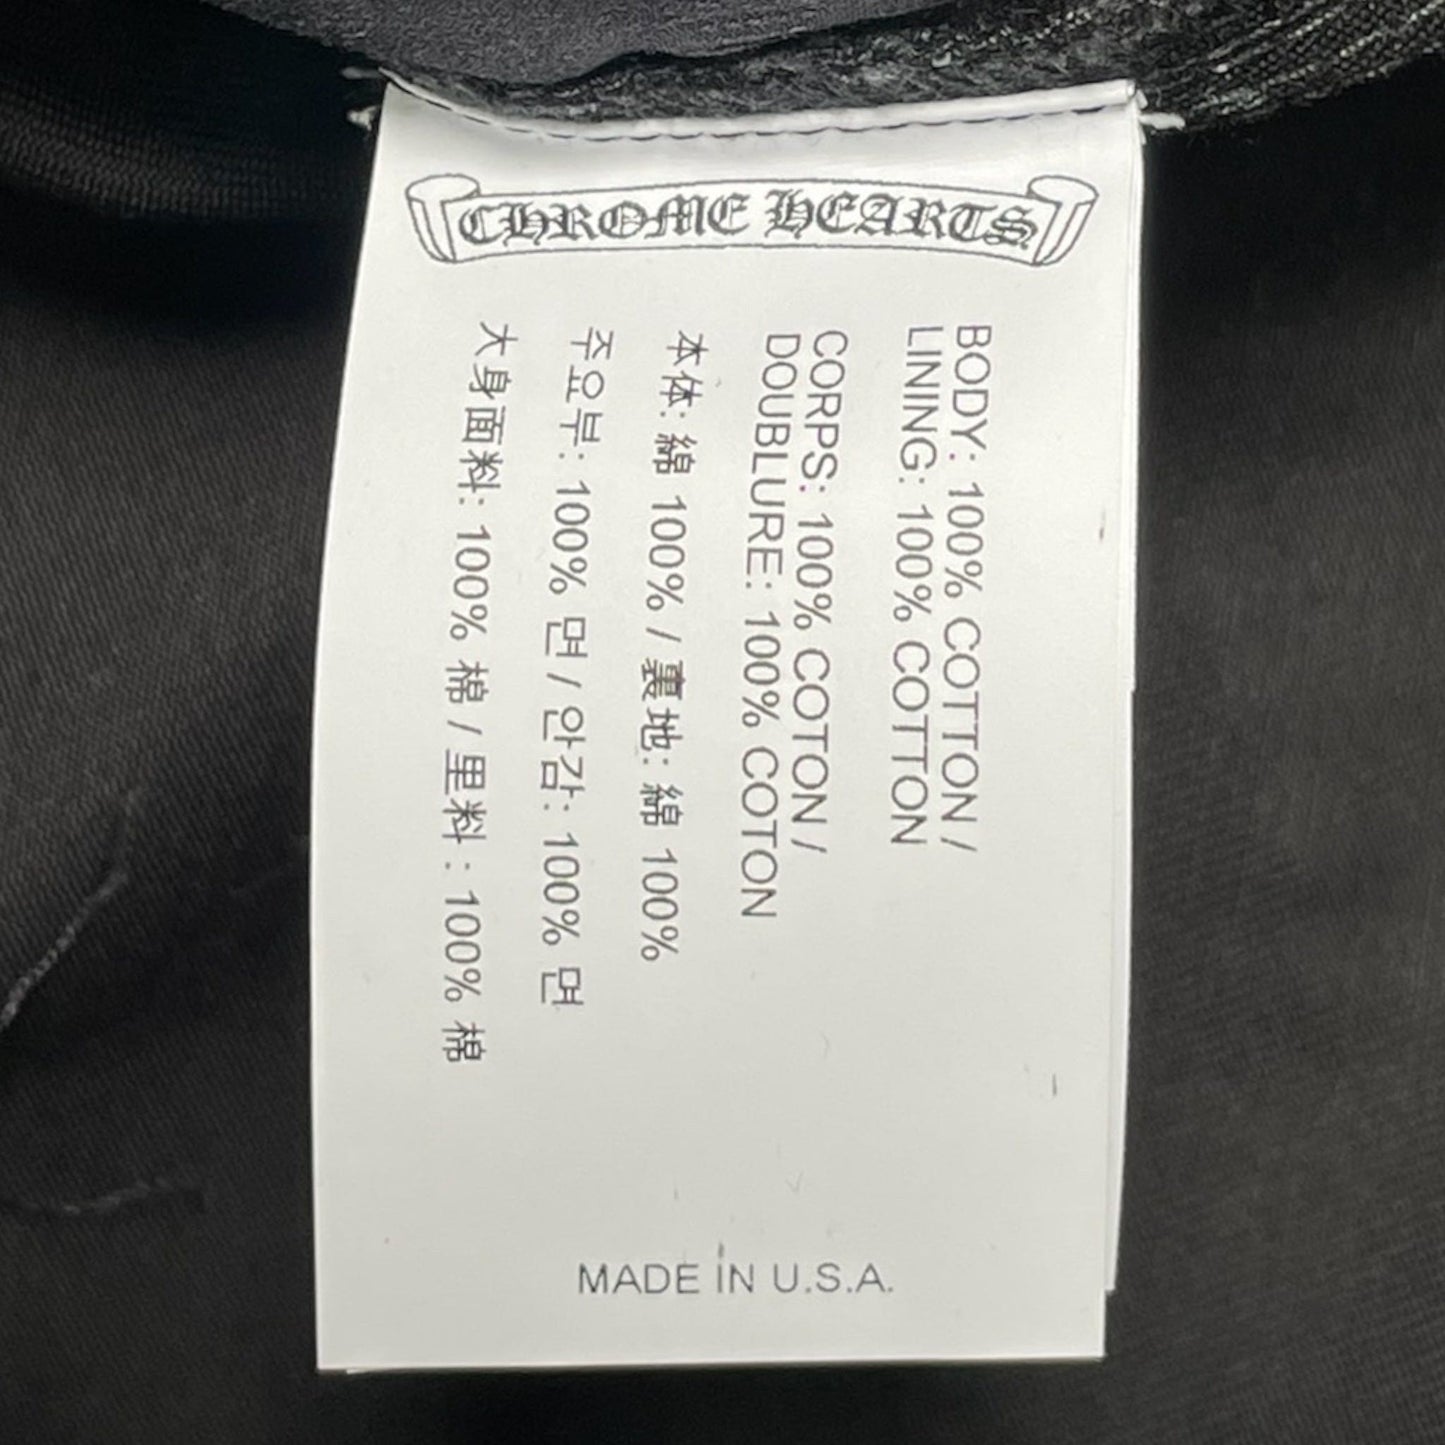 CHROME HEARTS
BODY: 100% COTTON /
LINING: 100% COTTON
CORPS: 100% COTON /
DOUBLURE: 100% COTON
本体: 綿 100% / 裏地: 綿 100%
주요부: 100% 면 / 안감: 100% 면
大身面料: 100% 棉 / 里料 : 100% 棉
MADE IN U.S.A.